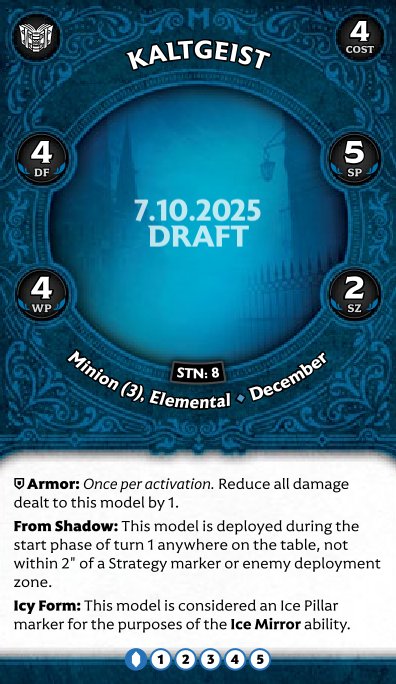 KALTGEIST
4
COST
4
DF
5
SP
7.10.2025
DRAFT
4
WP
2
SZ
STN: 8
Minion (3), Elemental ♦ December
Armor: Once per activation. Reduce all damage
dealt to this model by 1.
From Shadow: This model is deployed during the
start phase of turn 1 anywhere on the table, not
within 2" of a Strategy marker or enemy deployment
zone.
Icy Form: This model is considered an Ice Pillar
marker for the purposes of the Ice Mirror ability.
1 2 3 4 5